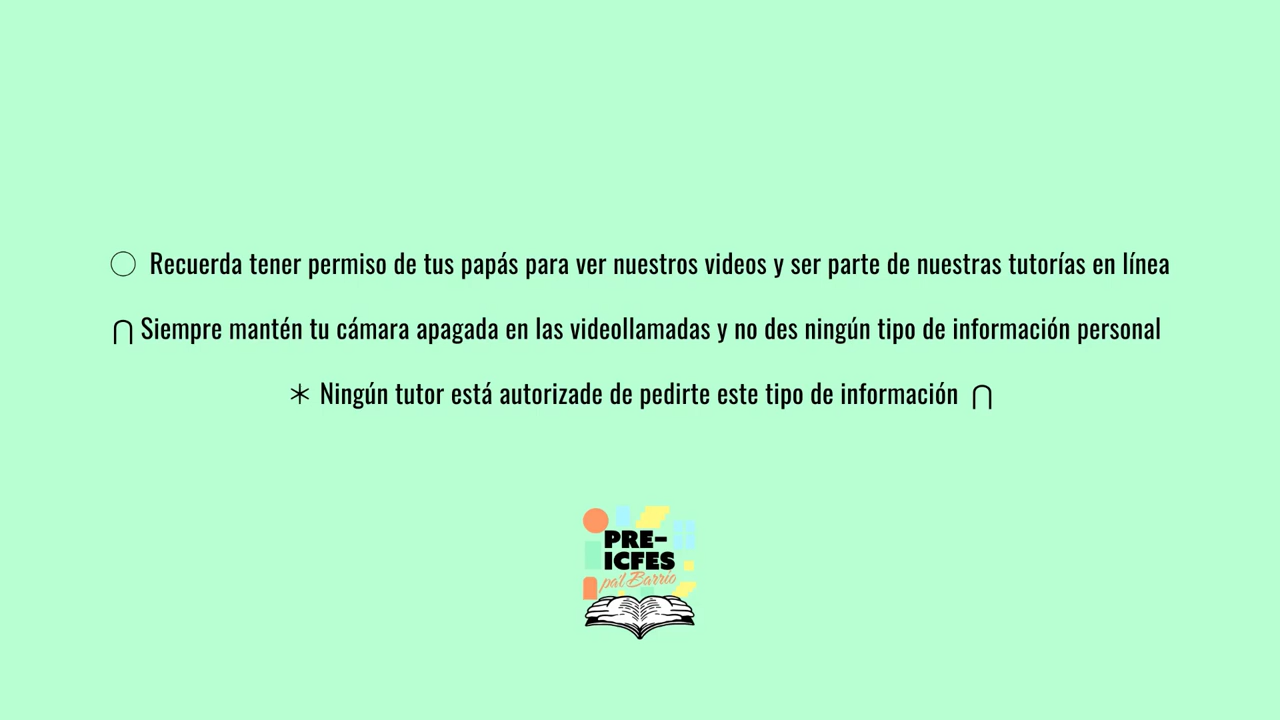 ○ Recuerda tener permiso de tus papás para ver nuestros videos y ser parte de nuestras tutorías en línea
⋂ Siempre mantén tu cámara apagada en las videollamadas y no des ningún tipo de información personal
＊ Ningún tutor está autorizade de pedirte este tipo de información ⋂
PRE-
ICFES
pa'l Barrio